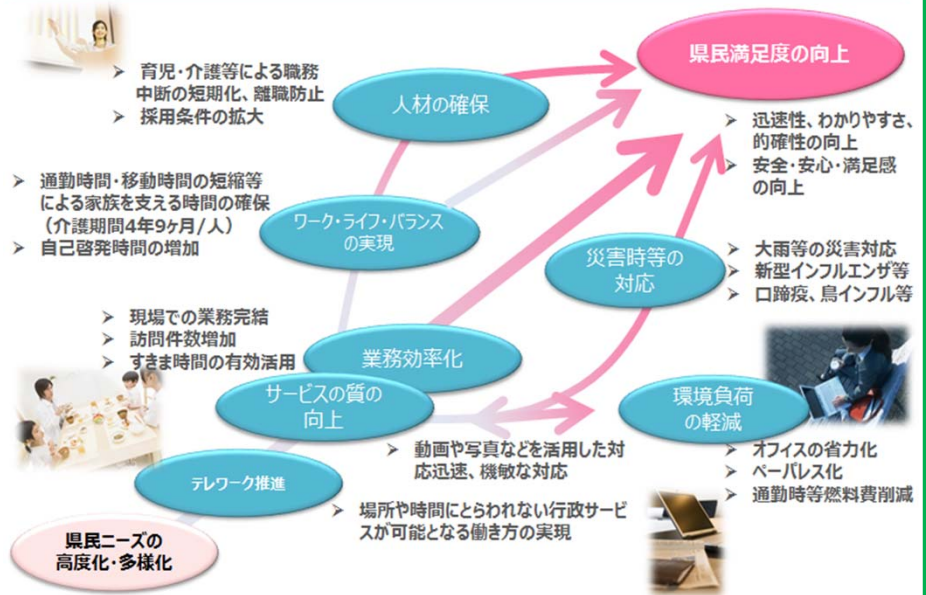 県民満足度の向上
➢ 育児・介護等による職務
中断の短期化、離職防止
➢ 採用条件の拡大
人材の確保
➢ 迅速性、わかりやすさ、
的確性の向上
➢ 安全・安心・満足感
の向上
➢ 通勤時間・移動時間の短縮等
による家族を支える時間の確保
（介護期間4年9ヶ月/人）
➢ 自己啓発時間の増加
ワーク・ライフ・バランス
の実現
災害時等の
対応
➢ 大雨等の災害対応
➢ 新型インフルエンザ等
➢ 口蹄疫、鳥インフル等
➢ 現場での業務完結
➢ 訪問件数増加
➢ すきま時間の有効活用
業務効率化
サービスの質の
向上
環境負荷
の軽減
➢ 動画や写真などを活用した対
応迅速、機敏な対応
➢ オフィスの省力化
➢ ペーパレス化
➢ 通勤時等燃料費削減
テレワーク推進
➢ 場所や時間にとらわれない行政サービ
スが可能となる働き方の実現
県民ニーズの
高度化・多様化